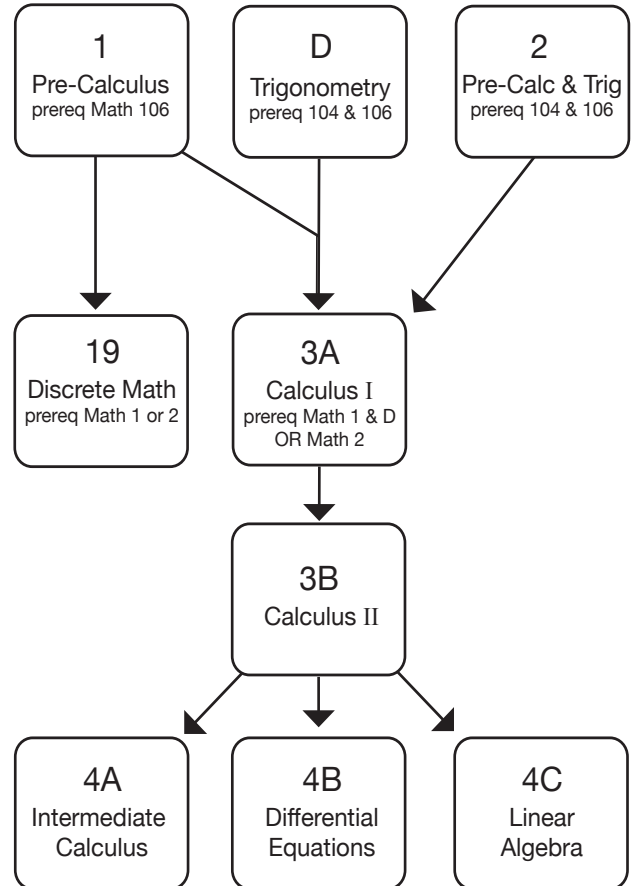 1
Pre-Calculus
prereq Math 106
D
Trigonometry
prereq 104 & 106
2
Pre-Calc & Trig
prereq 104 & 106
19
Discrete Math
prereq Math 1 or 2
3A
Calculus I
prereq Math 1 & D
OR Math 2
3B
Calculus II
4A
Intermediate
Calculus
4B
Differential
Equations
4C
Linear
Algebra